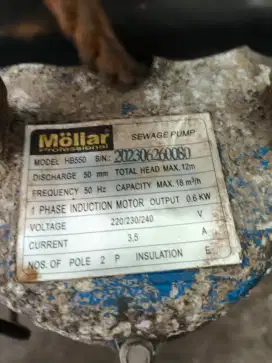 Möllar
Professional
SEWAGE PUMP
MODEL HB550 S/N: 202306260080
DISCHARGE 50 mm TOTAL HEAD MAX. 12m
FREQUENCY 50 Hz CAPACITY MAX. 18 m³/h
1 PHASE INDUCTION MOTOR OUTPUT 0.6 KW
VOLTAGE 220/230/240 V
CURRENT 3.5 A
NOS. OF POLE 2 P INSULATION E